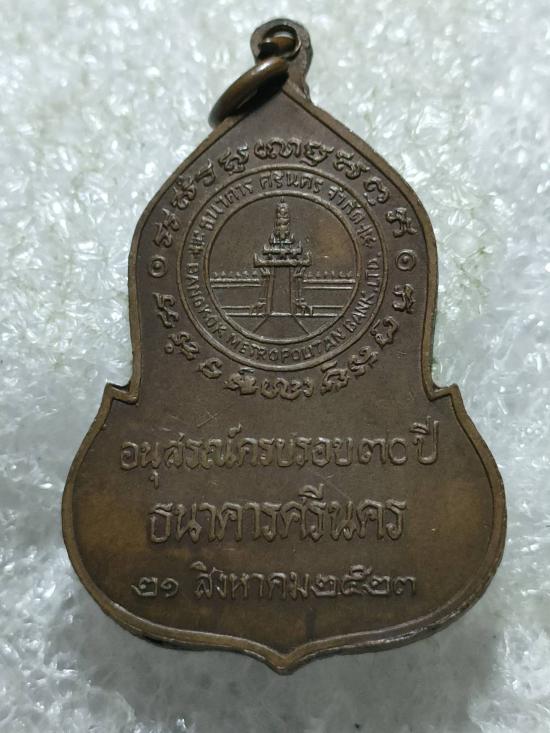 ธนาคาร ศรีนคร จำกัด
BANGKOK METROPOLITAN BANK, LTD.
อนุสรณ์ครบรอบ๓๐ปี
ธนาคารศรีนคร
๒๑ สิงหาคม๒๕๒๓